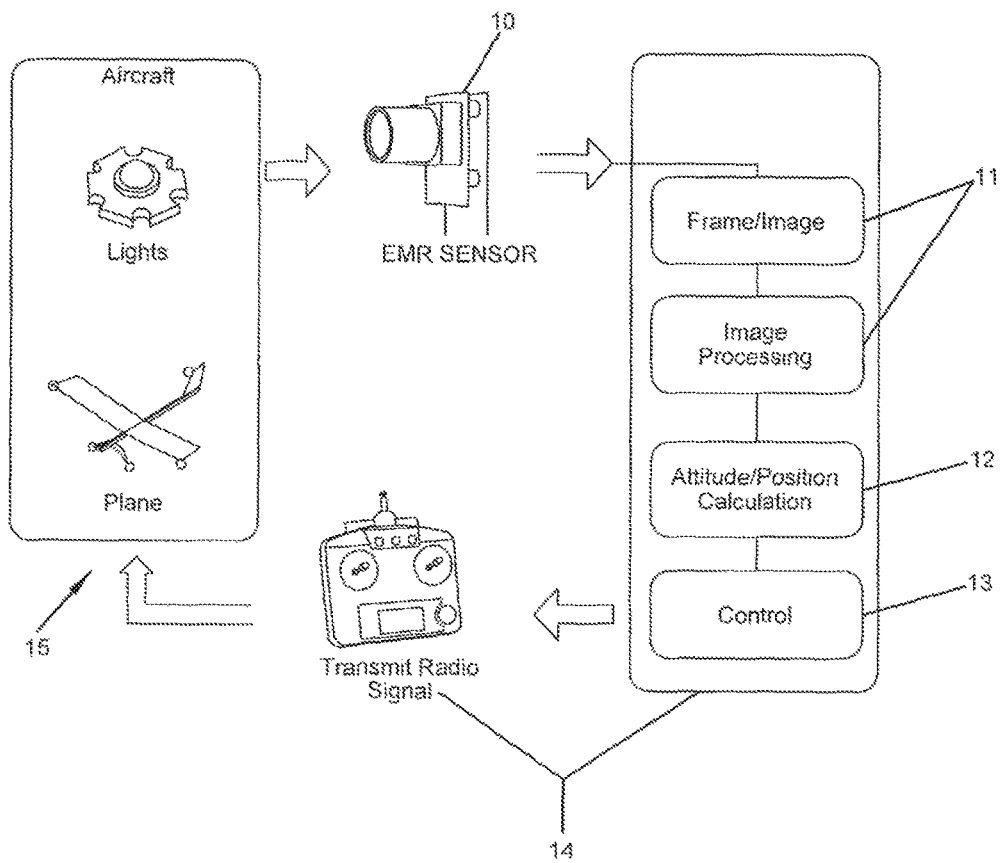 10
Aircraft
Lights
EMR SENSOR
11
Frame/Image
Image
Processing
12
Attitude/Position
Calculation
Plane
13
Control
15
Transmit Radio
Signal
14